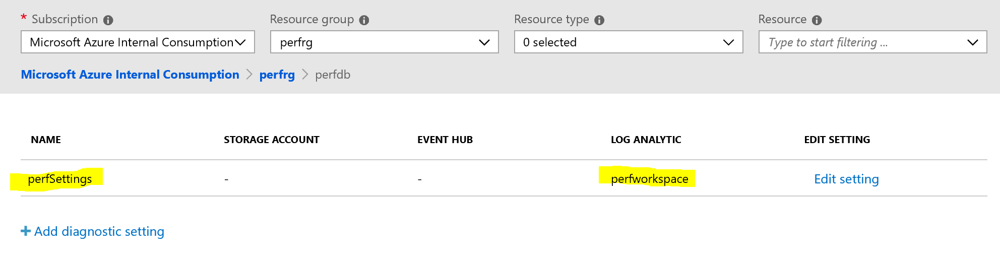 * Subscription Resource group Resource type Resource
Microsoft Azure Internal Consumption perfrg 0 selected Type to start filtering ...
Microsoft Azure Internal Consumption > perfrg > perfdb
NAME STORAGE ACCOUNT EVENT HUB LOG ANALYTIC EDIT SETTING
perfSettings - - perfworkspace Edit setting
+ Add diagnostic setting